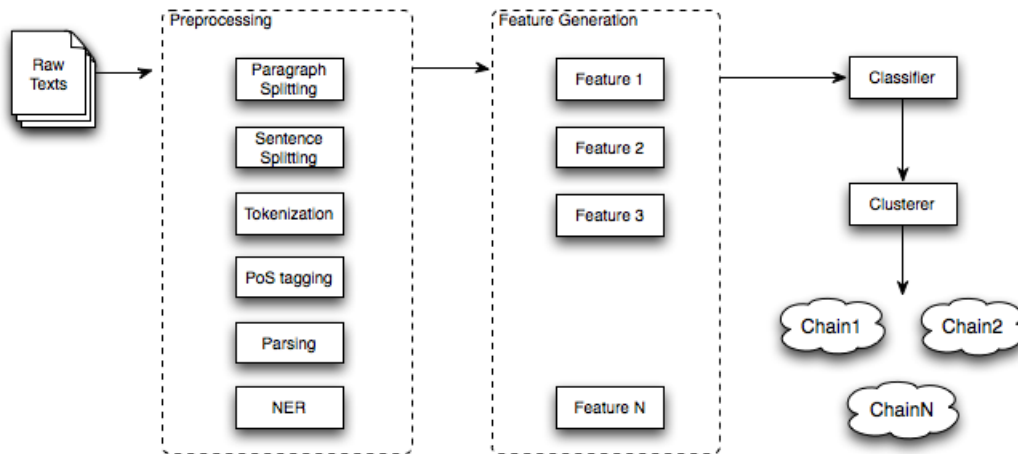 Preprocessing
Feature Generation
Raw
Texts
Paragraph
Splitting
Sentence
Splitting
Tokenization
PoS tagging
Parsing
NER
Feature 1
Feature 2
Feature 3
Feature N
Classifier
Clusterer
Chain1
Chain2
ChainN